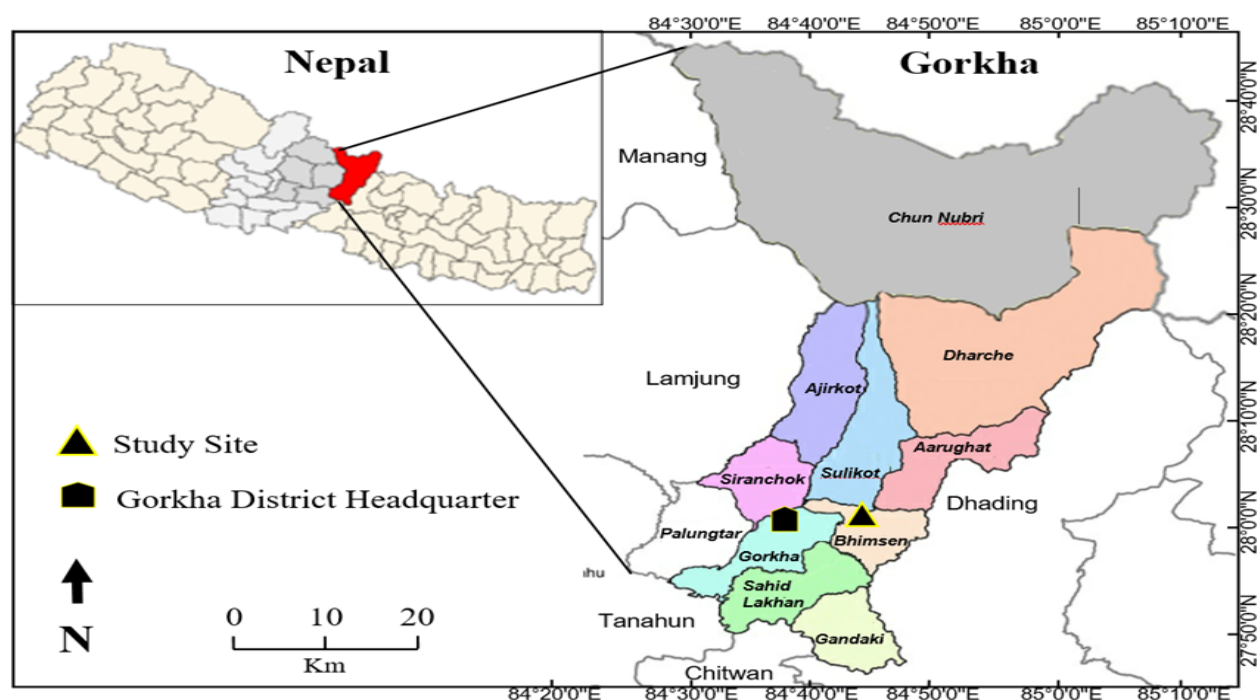 84°30'0"E 84°40'0"E 84°50'0"E 85°0'0"E 85°10'0"E
Nepal
Gorkha
28°40'0"N
Manang
28°30'0"N
Chun Nubri
28°20'0"N
Dharche
Lamjung
Ajirkot
28°10'0"N
Study Site
Aarughat
Siranchok
Sulikot
Gorkha District Headquarter
Dhading
28°0'0"N
Palungtar
Bhimsen
Gorkha
hu
Sahid
Lakhan
Tanahun
0 10 20
Km
N
27°50'0"N
Gandaki
Chitwan
84°20'0"E 84°30'0"E 84°40'0"E 84°50'0"E 85°0'0"E 85°10'0"E